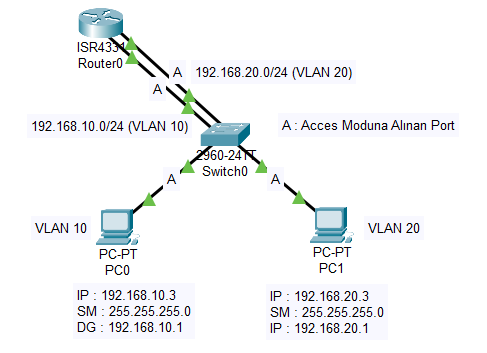 ISR4331
Router0
A
192.168.20.0/24 (VLAN 20)
A
192.168.10.0/24 (VLAN 10)
A : Acces Moduna Alınan Port
2960-24TT
Switch0
A
A
VLAN 10
VLAN 20
PC-PT
PC0
PC-PT
PC1
IP : 192.168.10.3
SM : 255.255.255.0
DG : 192.168.10.1
IP : 192.168.20.3
SM : 255.255.255.0
IP : 192.168.20.1